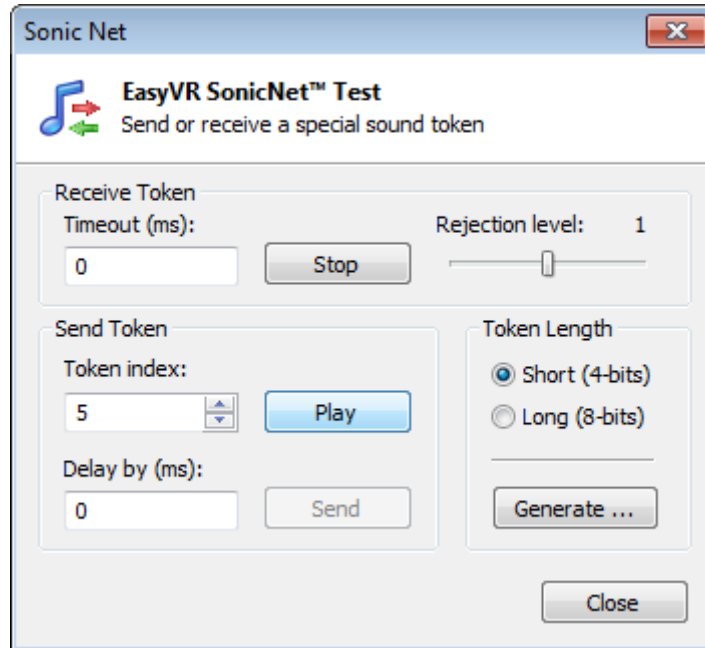 Sonic Net
EasyVR SonicNet™ Test
Send or receive a special sound token
Receive Token
Timeout (ms):
Rejection level: 1
0
Stop
Send Token
Token index:
5
Play
Delay by (ms):
0
Send
Token Length
Short (4-bits)
Long (8-bits)
Generate ...
Close